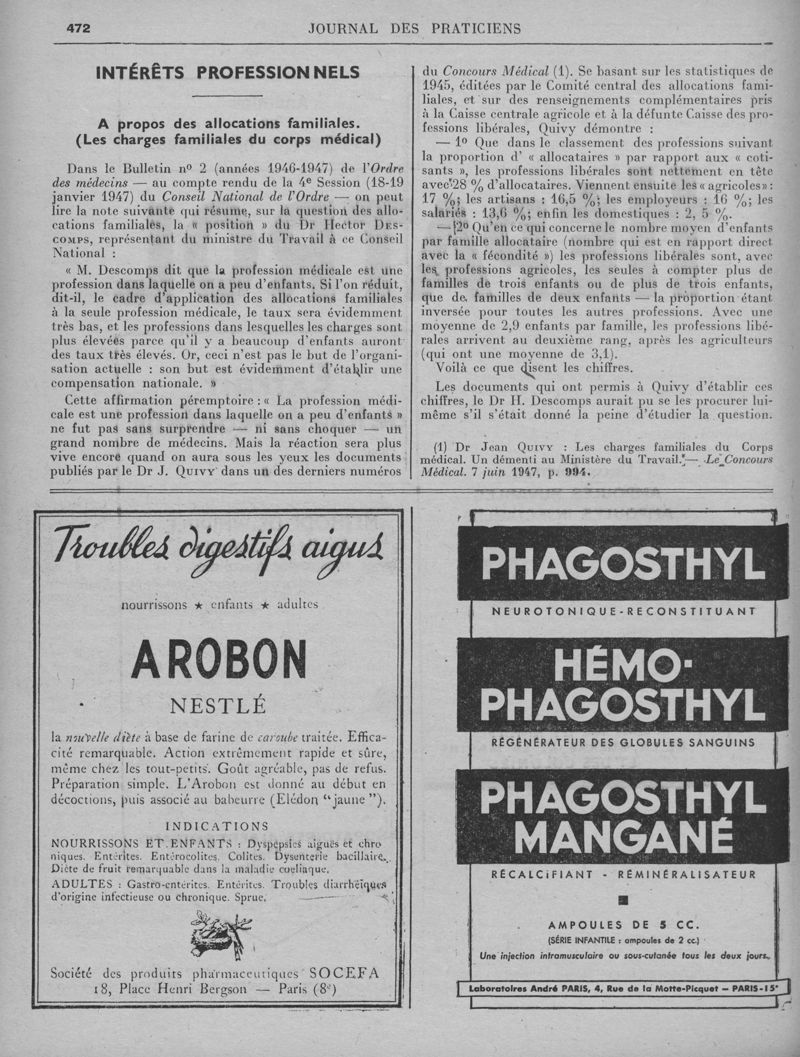 472
JOURNAL DES PRATICIENS
INTÉRÊTS PROFESSIONNELS
A propos des allocations familiales.
(Les charges familiales du corps médical)
Dans le Bulletin nº 2 (années 1946-1947) de l'Ordre
des médecins — au compte rendu de la 4e Session (18-19
janvier 1947) du Conseil National de l'Ordre — on peut
lire la note suivante qui résume, sur la question des allo-
cations familiales, la « position » du Dr Hector DES-
COMPS, représentant du ministre du Travail à ce Conseil
National :
« M. Descomps dit que la profession médicale est une
profession dans laquelle on a peu d'enfants. Si l'on réduit,
dit-il, le cadre d'application des allocations familiales
à la seule profession médicale, le taux sera évidemment
très bas, et les professions dans lesquelles les charges sont
plus élevées parce qu'il y a beaucoup d'enfants auront
des taux très élevés. Or, ceci n'est pas le but de l'organi-
sation actuelle : son but est évidemment d'établir une
compensation nationale. »
Cette affirmation péremptoire : « La profession médi-
cale est une profession dans laquelle on a peu d'enfants »
ne fut pas sans surprendre — ni sans choquer — un
grand nombre de médecins. Mais la réaction sera plus
vive encore quand on aura sous les yeux les documents
publiés par le Dr J. QUIVY dans un des derniers numéros
du Concours Médical (1). Se basant sur les statistiques de
1945, éditées par le Comité central des allocations fami-
liales, et sur des renseignements complémentaires pris
à la Caisse centrale agricole et à la défunte Caisse des pro-
fessions libérales, Quivy démontre :
— 1º Que dans le classement des professions suivant
la proportion d' « allocataires » par rapport aux « coti-
sants », les professions libérales sont nettement en tête
avec 28 % d'allocataires. Viennent ensuite les « agricoles » :
17 %; les artisans : 16,5 %; les employeurs : 16 %; les
salariés : 13,6 %; enfin les domestiques : 2, 5 %.
— 2º Qu'en ce qui concerne le nombre moyen d'enfants
par famille allocataire (nombre qui est en rapport direct
avec la « fécondité ») les professions libérales sont, avec
les professions agricoles, les seules à compter plus de
familles de trois enfants ou de plus de trois enfants,
que de familles de deux enfants — la proportion étant
inversée pour toutes les autres professions. Avec une
moyenne de 2,9 enfants par famille, les professions libé-
rales arrivent au deuxième rang, après les agriculteurs
(qui ont une moyenne de 3,1).
Voilà ce que disent les chiffres.
Les documents qui ont permis à Quivy d'établir ces
chiffres, le Dr H. Descomps aurait pu se les procurer lui-
même s'il s'était donné la peine d'étudier la question.
(1) Dr Jean QUIVY : Les charges familiales du Corps
médical. Un démenti au Ministère du Travail. — Le Concours
Médical. 7 juin 1947, p. 994.
Troubles digestifs aigus
nourrissons ★ enfants ★ adultes
AROBON
NESTLÉ
la nouvelle diète à base de farine de caroube traitée. Effica-
cité remarquable. Action extrêmement rapide et sûre,
même chez les tout-petits. Goût agréable, pas de refus.
Préparation simple. L'Arobon est donné au début en
décoctions, puis associé au babeurre (Elédon “jaune”).
INDICATIONS
NOURRISSONS ET ENFANTS : Dyspepsies aiguës et chro
niques. Entérites. Entérocolites. Colites. Dysenterie bacillaire.
Diète de fruit remarquable dans la maladie cœliaque.
ADULTES : Gastro-entérites. Entérites. Troubles diarrhéiques
d'origine infectieuse ou chronique. Sprue.
Société des produits pharmaceutiques SOCEFA
18, Place Henri Bergson — Paris (8e)
PHAGOSTHYL
NEUROTONIQUE-RECONSTITUANT
HÉMO-
PHAGOSTHYL
RÉGÉNÉRATEUR DES GLOBULES SANGUINS
PHAGOSTHYL
MANGANÉ
RÉCALCiFIANT - RÉMINÉRALISATEUR
AMPOULES DE 5 CC.
(SÉRIE INFANTILE : ampoules de 2 cc.)
Une injection intramusculaire ou sous-cutanée tous les deux jours.
Laboratoires André PARIS, 4, Rue de la Motte-Picquet — PARIS-15e